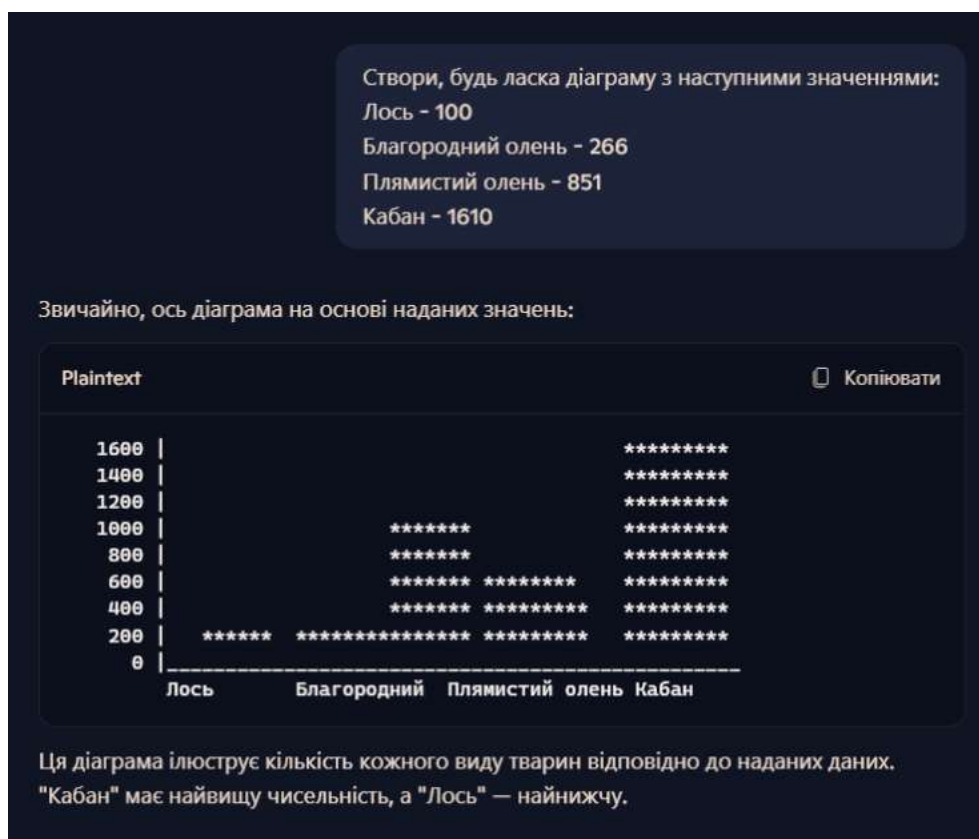 Створи, будь ласка діаграму з наступними значеннями:
Лось - 100
Благородний олень - 266
Плямистий олень - 851
Кабан - 1610
Звичайно, ось діаграма на основі наданих значень:
Plaintext Копіювати
1600 | *********
1400 | *********
1200 | *********
1000 | ******* *********
800 | ******* *********
600 | ******* ******** *********
400 | ******* ********* *********
200 | ****** *************** ********* *********
0 |_________________________________________________
Лось Благородний Плямистий олень Кабан
Ця діаграма ілюструє кількість кожного виду тварин відповідно до наданих даних.
"Кабан" має найвищу чисельність, а "Лось" — найнижчу.